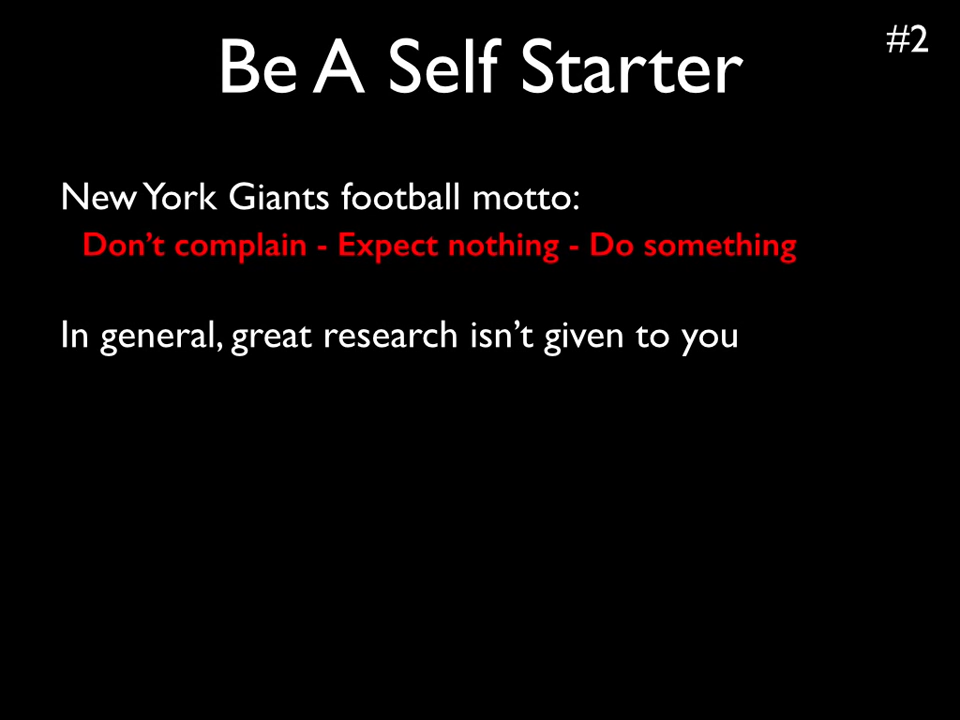 #2
Be A Self Starter
New York Giants football motto:
Don’t complain - Expect nothing - Do something
In general, great research isn’t given to you